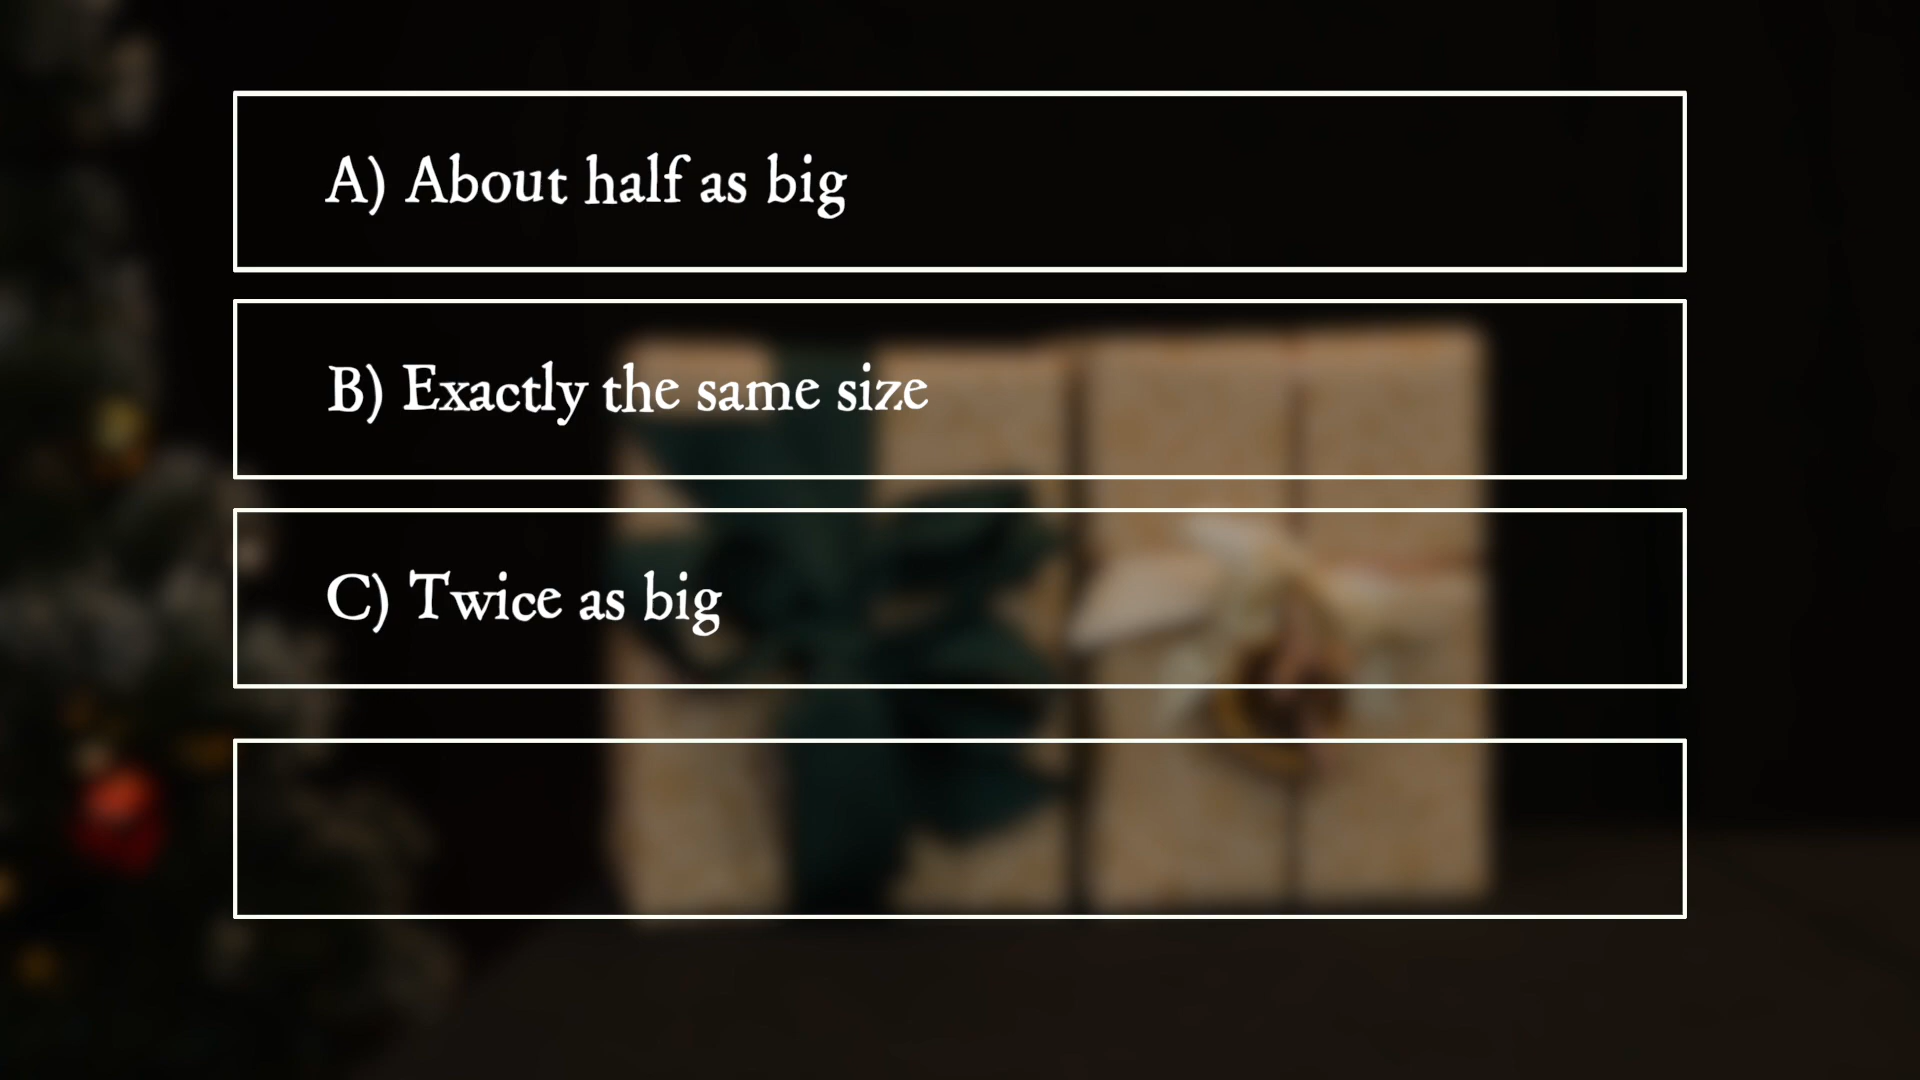 A) About half as big
B) Exactly the same size
C) Twice as big